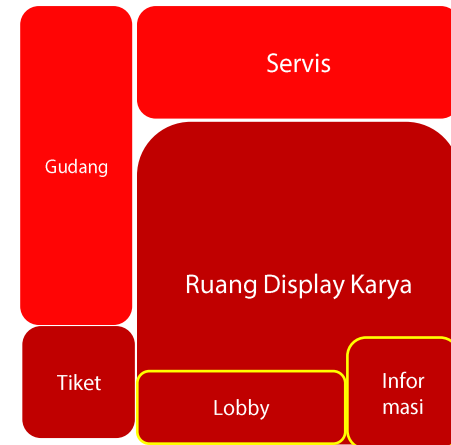 Servis
Gudang
Ruang Display Karya
Tiket
Lobby
Infor
masi